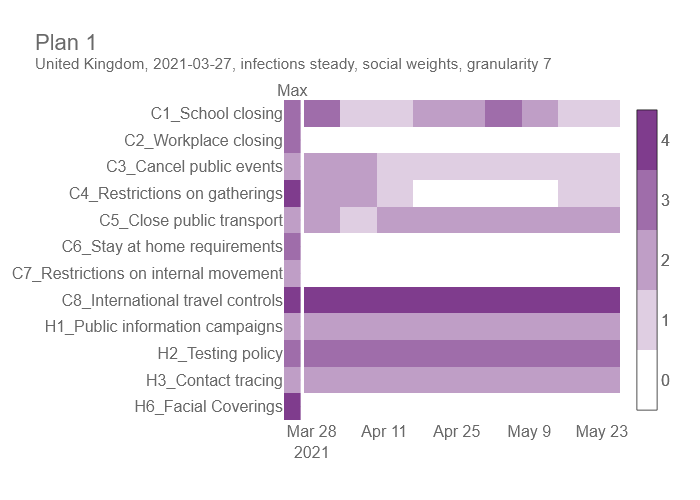 Plan 1
United Kingdom, 2021-03-27, infections steady, social weights, granularity 7
Max
C1_School closing
C2_Workplace closing
C3_Cancel public events
C4_Restrictions on gatherings
C5_Close public transport
C6_Stay at home requirements
C7_Restrictions on internal movement
C8_International travel controls
H1_Public information campaigns
H2_Testing policy
H3_Contact tracing
H6_Facial Coverings
4
3
2
1
0
Mar 28 Apr 11 Apr 25 May 9 May 23
2021